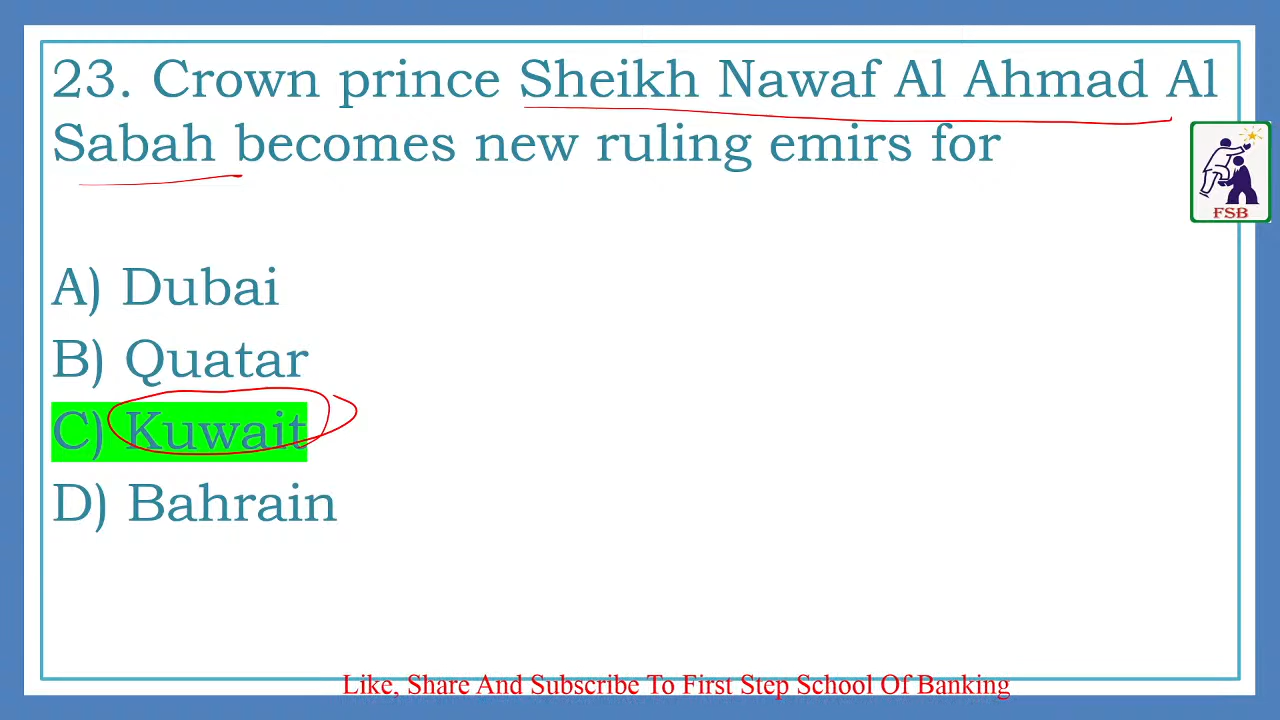 23. Crown prince Sheikh Nawaf Al Ahmad Al
Sabah becomes new ruling emirs for
FSB
A) Dubai
B) Quatar
C) Kuwait
D) Bahrain
Like, Share And Subscribe To First Step School Of Banking